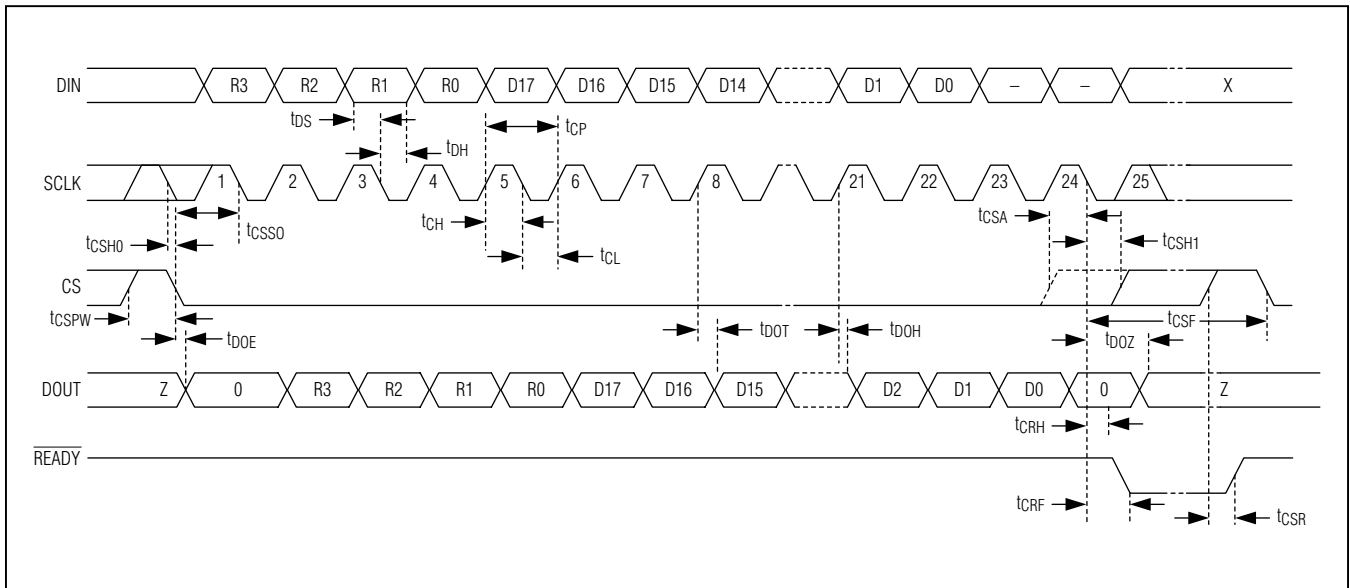 DIN R3 R2 R1 R0 D17 D16 D15 D14 D1 D0 – – X
tDS tCP
tDH
SCLK 1 2 3 4 5 6 7 8 21 22 23 24 25
tCSSO tCH tCSA
tCSH0 tCL tCSH1
CS
tCSPW tCSF
tDOE tDOT tDOH tDOZ
DOUT Z 0 R3 R2 R1 R0 D17 D16 D15 D2 D1 D0 0 Z
tCRH
READY
tCRF tCSR